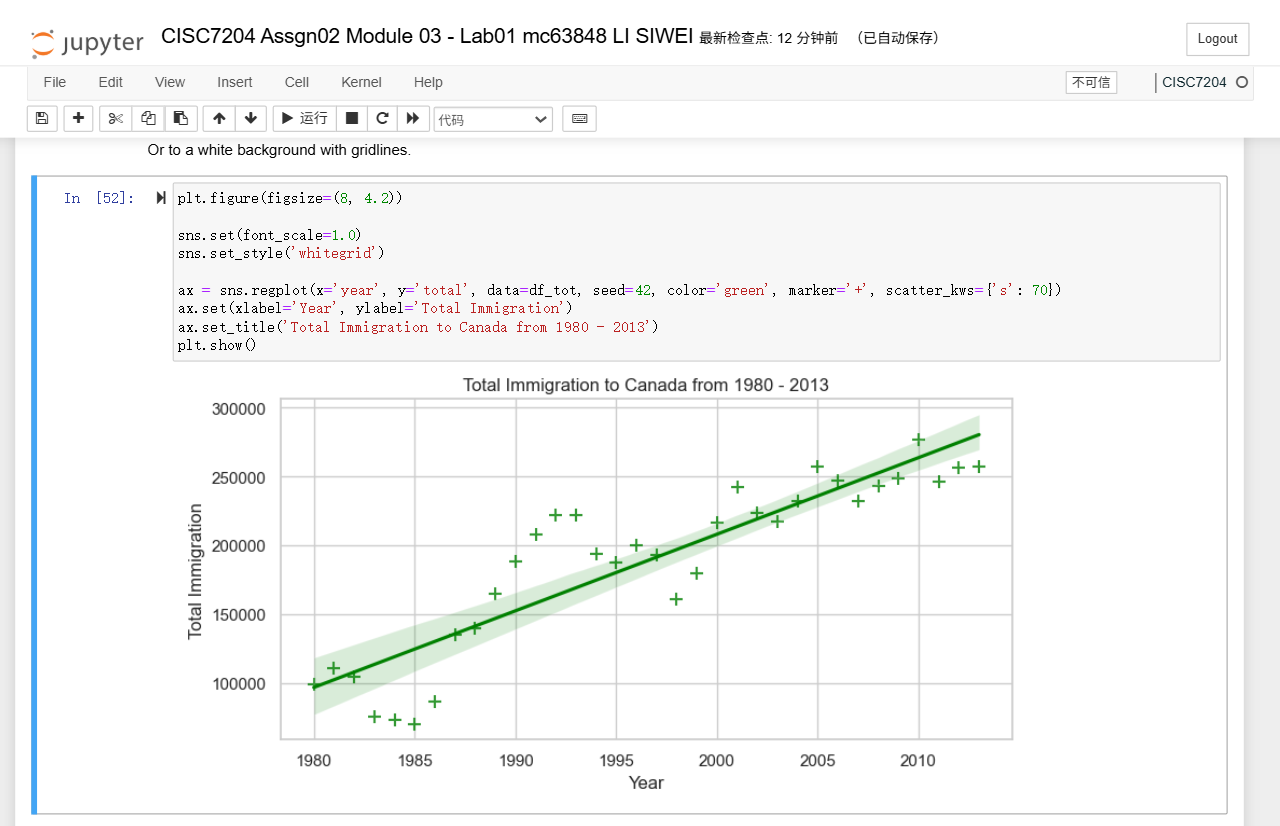 jupyter CISC7204 Assgn02 Module 03 - Lab01 mc63848 LI SIWEI 最新检查点: 12 分钟前 （已自动保存） Logout
File Edit View Insert Cell Kernel Help 不可信 CISC7204
运行 代码
Or to a white background with gridlines.
In [52]: plt.figure(figsize=(8, 4.2))
sns.set(font_scale=1.0)
sns.set_style('whitegrid')
ax = sns.regplot(x='year', y='total', data=df_tot, seed=42, color='green', marker='+', scatter_kws={'s': 70})
ax.set(xlabel='Year', ylabel='Total Immigration')
ax.set_title('Total Immigration to Canada from 1980 - 2013')
plt.show()
Total Immigration to Canada from 1980 - 2013
300000
250000
200000
150000
100000
Total Immigration
1980 1985 1990 1995 2000 2005 2010
Year